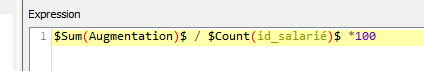 Expression
1 $Sum(Augmentation)$ / $Count(id_salarié)$ *100